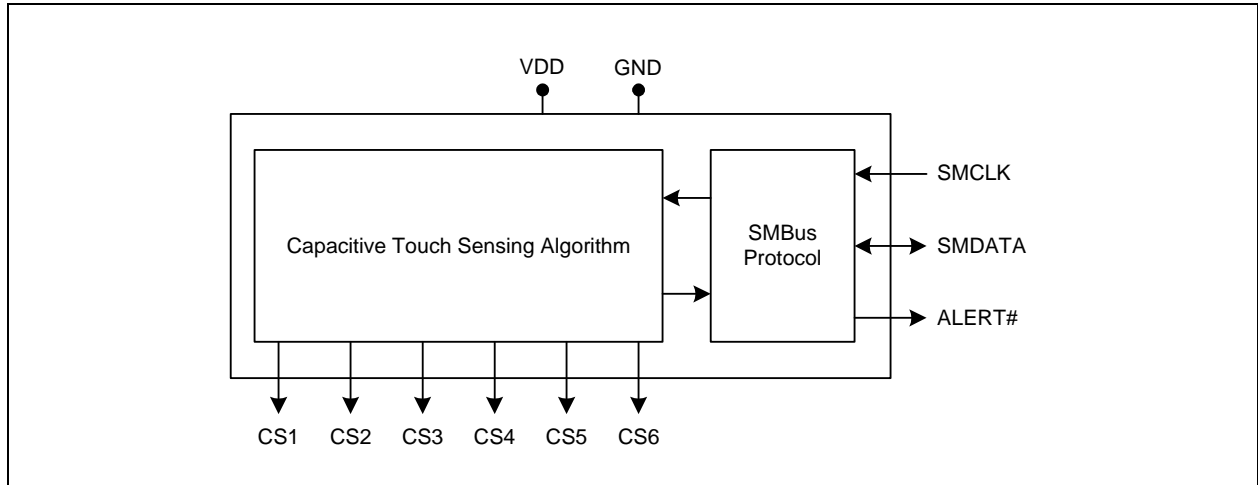 VDD
GND
Capacitive Touch Sensing Algorithm
SMBus
Protocol
SMCLK
SMDATA
ALERT#
CS1
CS2
CS3
CS4
CS5
CS6